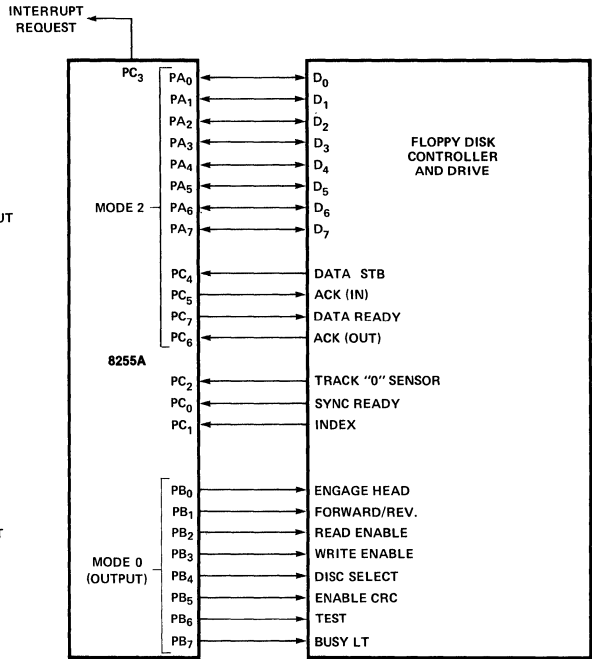 INTERRUPT
REQUEST
PC3
PA0 D0
PA1 D1
PA2 D2
PA3 D3
PA4 D4
PA5 D5
PA6 D6
PA7 D7
MODE 2
FLOPPY DISK
CONTROLLER
AND DRIVE
UT
PC4 DATA STB
PC5 ACK (IN)
PC7 DATA READY
PC6 ACK (OUT)
8255A
PC2 TRACK "0" SENSOR
PC0 SYNC READY
PC1 INDEX
PB0 ENGAGE HEAD
PB1 FORWARD/REV.
PB2 READ ENABLE
T
PB3 WRITE ENABLE
MODE 0
(OUTPUT)
PB4 DISC SELECT
PB5 ENABLE CRC
PB6 TEST
PB7 BUSY LT